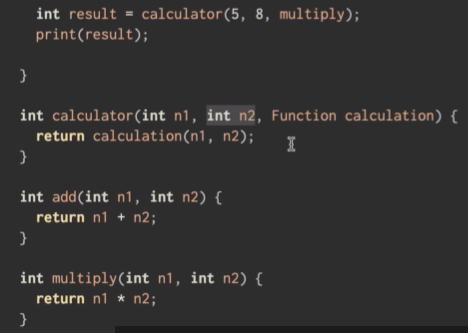 int result = calculator(5, 8, multiply);
print(result);
}
int calculator(int n1, int n2, Function calculation) {
return calculation(n1, n2);
}
int add(int n1, int n2) {
return n1 + n2;
}
int multiply(int n1, int n2) {
return n1 * n2;
}